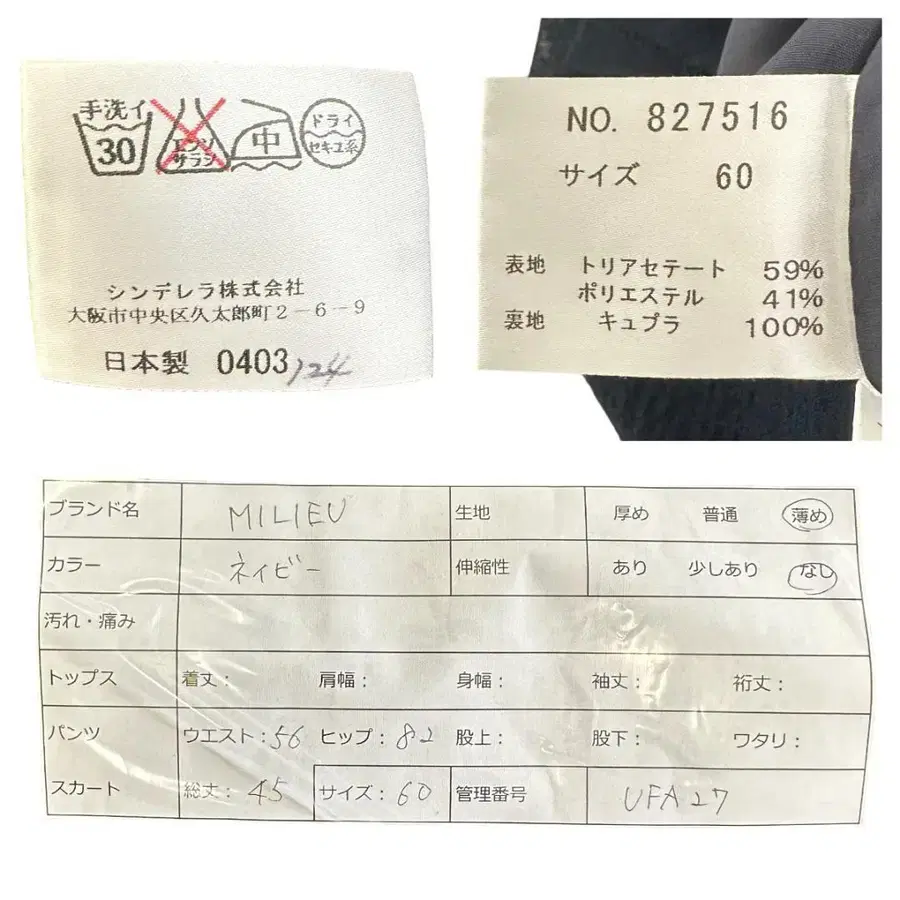 手洗イ
30
エンソ
サラシ
中
ドライ
セキユ系
シンデレラ株式会社
大阪市中央区久太郎町2-6-9
日本製 0403 124
NO. 827516
サイズ 60
表地 トリアセテート 59%
ポリエステル 41%
裏地 キュプラ 100%
ブランド名 MILIEU 生地 厚め 普通 薄め
カラー ネイビー 伸縮性 あり 少しあり なし
汚れ・痛み
トップス 着丈: 肩幅: 身幅: 袖丈: 裄丈:
パンツ ウエスト:56 ヒップ:82 股上: 股下: ワタリ:
スカート 総丈:45 サイズ:60 管理番号 UFA27